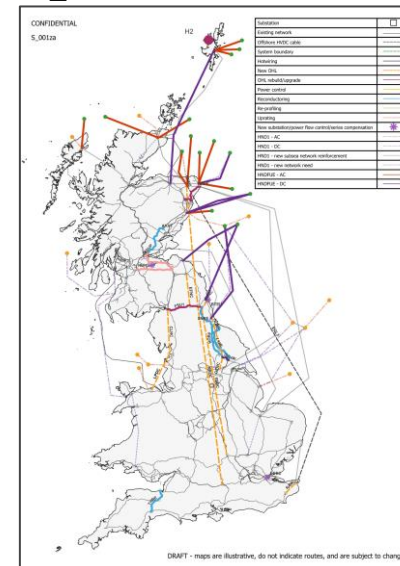 CONFIDENTIAL
S_001za
H2
Substation
Existing network
Offshore HVDC cable
System boundary
Hotwiring
New OHL
OHL rebuild/upgrade
Power control
Reconductoring
Re-profiling
Uprating
New substation/power flow control/series compensation
HND1 - AC
HND1 - DC
HND1 - new subsea network reinforcement
HND1 - new network need
HNDFUE - AC
HNDFUE - DC
DRAFT - maps are illustrative, do not indicate routes, and are subject to chang